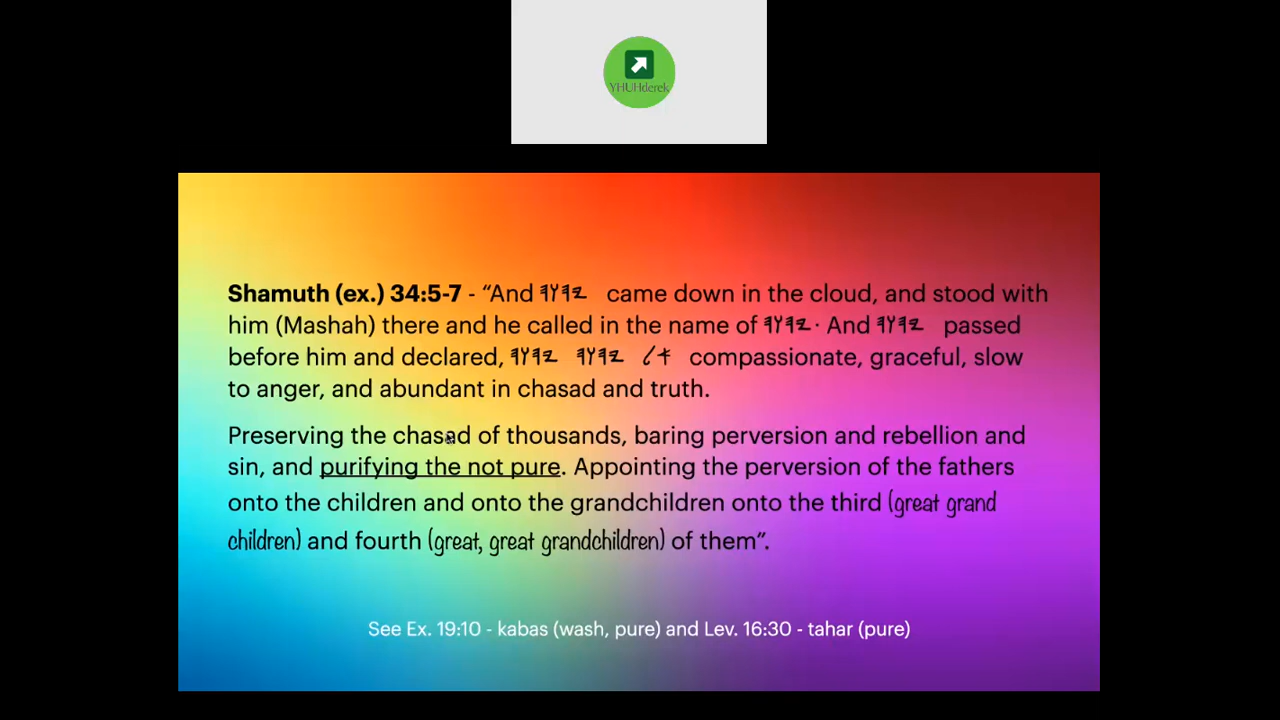 YHUHderek
Shamuth (ex.) 34:5-7 - “And 𐤉𐤄𐤅𐤄 came down in the cloud, and stood with
him (Mashah) there and he called in the name of 𐤉𐤄𐤅𐤄. And 𐤉𐤄𐤅𐤄 passed
before him and declared, 𐤉𐤄𐤅𐤄 𐤉𐤄𐤅𐤄 𐤀𐤋 compassionate, graceful, slow
to anger, and abundant in chasad and truth.
Preserving the chasad of thousands, baring perversion and rebellion and
sin, and purifying the not pure. Appointing the perversion of the fathers
onto the children and onto the grandchildren onto the third (great grand
children) and fourth (great, great grandchildren) of them”.
See Ex. 19:10 - kabas (wash, pure) and Lev. 16:30 - tahar (pure)